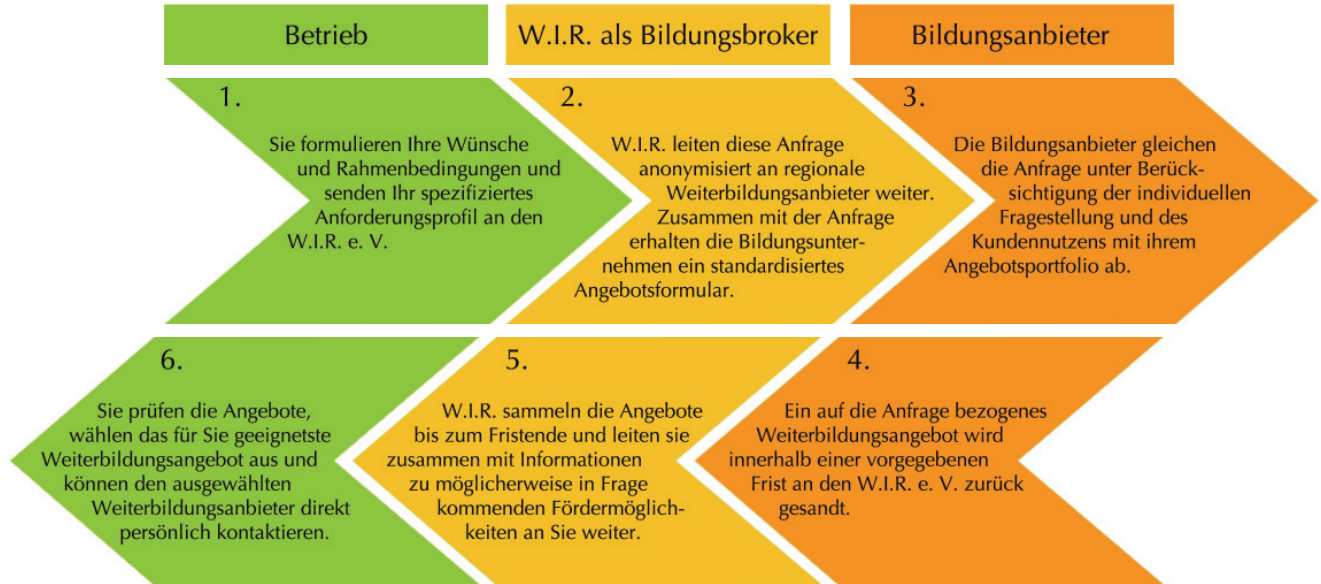 Betrieb
W.I.R. als Bildungsbroker
Bildungsanbieter
1.
Sie formulieren Ihre Wünsche
und Rahmenbedingungen und
senden Ihr spezifiziertes
Anforderungsprofil an den
W.I.R. e. V.
2.
W.I.R. leiten diese Anfrage
anonymisiert an regionale
Weiterbildungsanbieter weiter.
Zusammen mit der Anfrage
erhalten die Bildungsunter-
nehmen ein standardisiertes
Angebotsformular.
3.
Die Bildungsanbieter gleichen
die Anfrage unter Berück-
sichtigung der individuellen
Fragestellung und des
Kundennutzens mit ihrem
Angebotsportfolio ab.
4.
Ein auf die Anfrage bezogenes
Weiterbildungsangebot wird
innerhalb einer vorgegebenen
Frist an den W.I.R. e. V. zurück
gesandt.
5.
W.I.R. sammeln die Angebote
bis zum Fristende und leiten sie
zusammen mit Informationen
zu möglicherweise in Frage
kommenden Fördermöglich-
keiten an Sie weiter.
6.
Sie prüfen die Angebote,
wählen das für Sie geeignetste
Weiterbildungsangebot aus und
können den ausgewählten
Weiterbildungsanbieter direkt
persönlich kontaktieren.